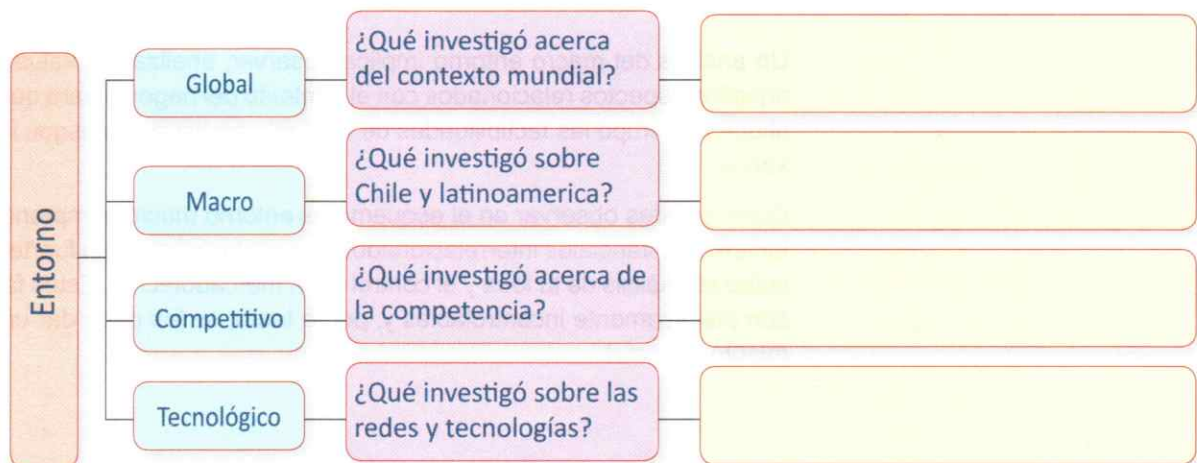 Entorno
Global
¿Qué investigó acerca
del contexto mundial?
Macro
¿Qué investigó sobre
Chile y latinoamerica?
Competitivo
¿Qué investigó acerca de
la competencia?
Tecnológico
¿Qué investigó sobre las
redes y tecnologías?